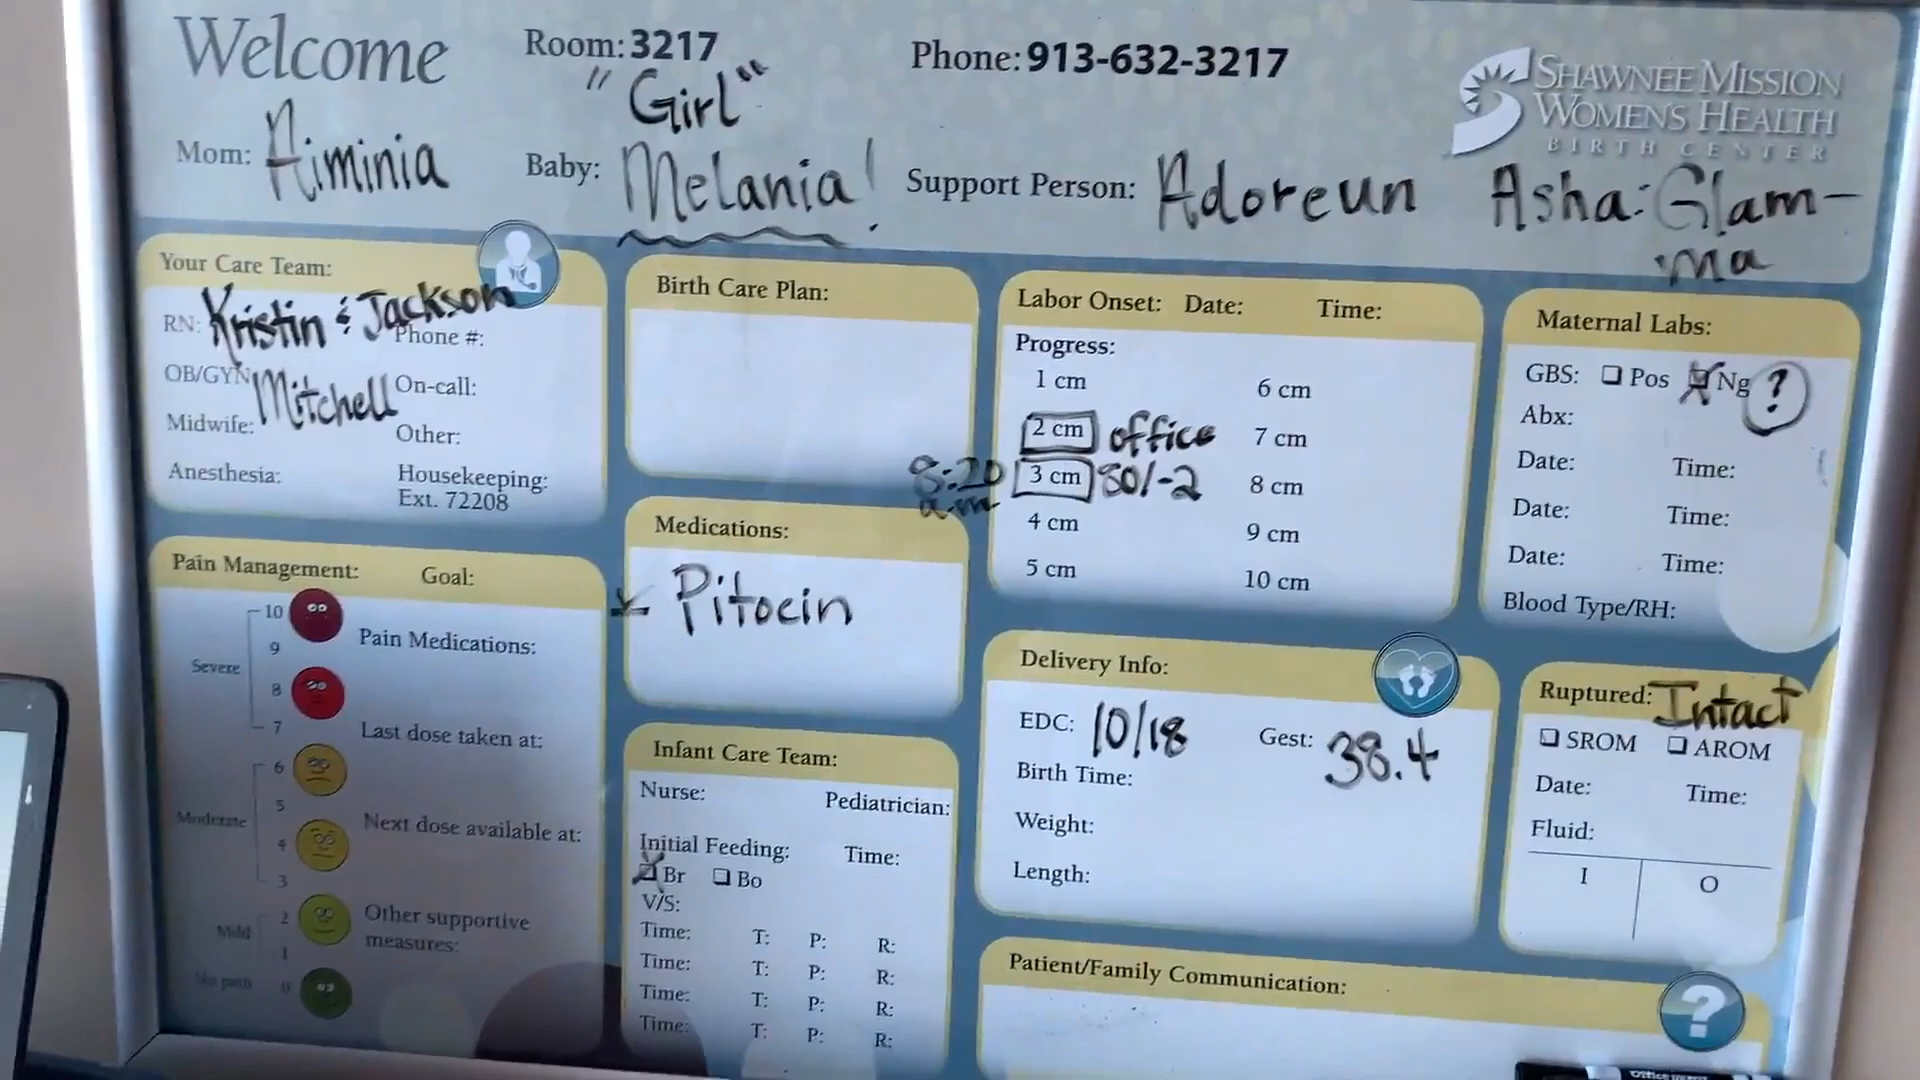 Welcome
Room: 3217
Phone: 913-632-3217
SHAWNEE MISSION
WOMEN'S HEALTH
BIRTH CENTER
"Girl"
Mom: Aiminia
Baby: Melania!
Support Person: Adoreun Asha: Glam-
ma
Your Care Team:
RN: Kristin & Jackson
Phone #:
OB/GYN Mitchell
On-call:
Midwife:
Other:
Anesthesia:
Housekeeping:
Ext. 72208
Birth Care Plan:
Labor Onset: Date: Time:
Progress:
1 cm
2 cm office
8:20 a.m 3 cm 80/-2
4 cm
5 cm
6 cm
7 cm
8 cm
9 cm
10 cm
Maternal Labs:
GBS: Pos Ng ?
Abx:
Date: Time:
Date: Time:
Date: Time:
Blood Type/RH:
Pain Management: Goal:
10
9
Severe
8
7
6
5
Moderate
4
3
2
Mild
1
No pain 0
Pain Medications:
Last dose taken at:
Next dose available at:
Other supportive
measures:
Medications:
Pitocin
Infant Care Team:
Nurse: Pediatrician:
Initial Feeding: Time:
Br Bo
V/S:
Time: T: P: R:
Time: T: P: R:
Time: T: P: R:
Time: T: P: R:
Delivery Info:
EDC: 10/18 Gest: 38.4
Birth Time:
Weight:
Length:
Ruptured: Intact
SROM AROM
Date: Time:
Fluid:
I O
Patient/Family Communication:
?